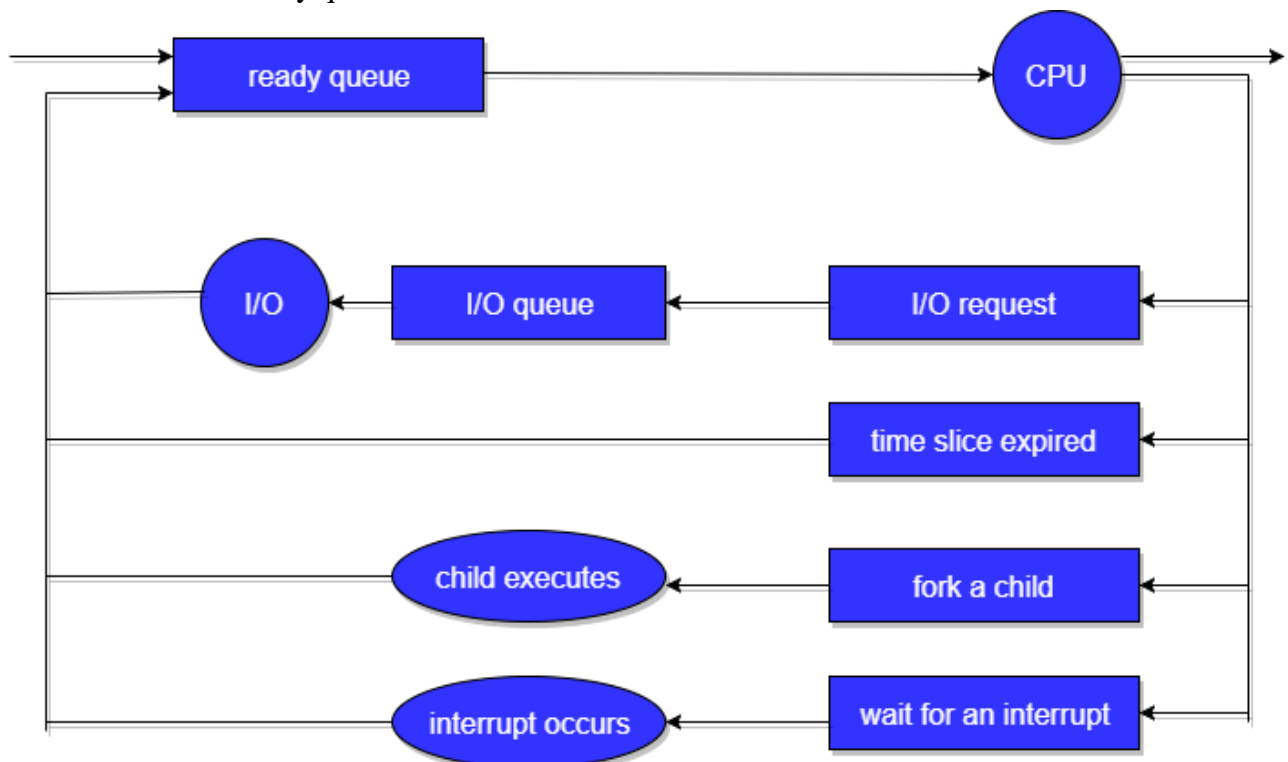 ready queue
CPU
I/O
I/O queue
I/O request
time slice expired
child executes
fork a child
interrupt occurs
wait for an interrupt